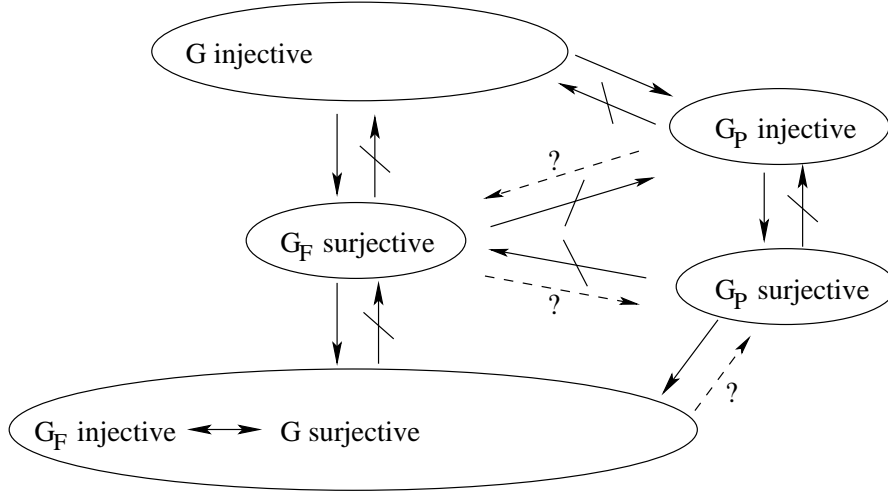 G injective
G_P injective
?
G_F surjective
G_P surjective
?
?
G_F injective
G surjective